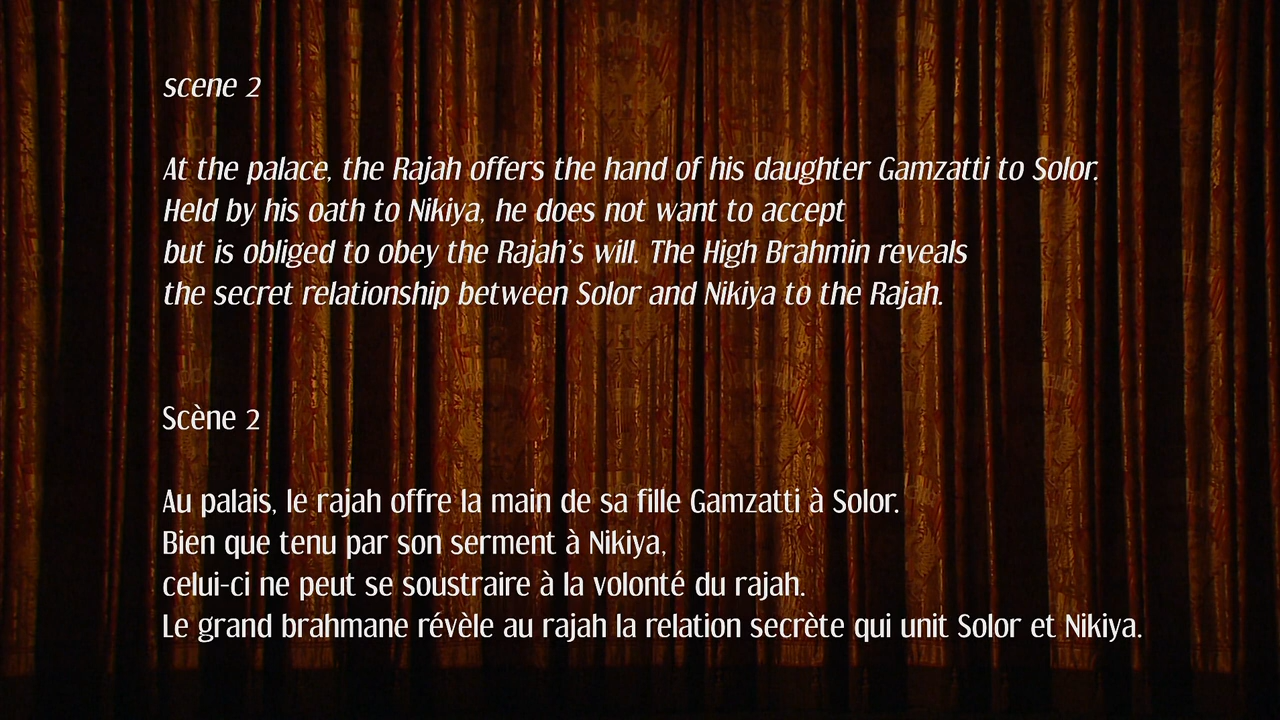 scene 2
At the palace, the Rajah offers the hand of his daughter Gamzatti to Solor.
Held by his oath to Nikiya, he does not want to accept
but is obliged to obey the Rajah's will. The High Brahmin reveals
the secret relationship between Solor and Nikiya to the Rajah.
Scène 2
Au palais, le rajah offre la main de sa fille Gamzatti à Solor.
Bien que tenu par son serment à Nikiya,
celui-ci ne peut se soustraire à la volonté du rajah.
Le grand brahmane révèle au rajah la relation secrète qui unit Solor et Nikiya.